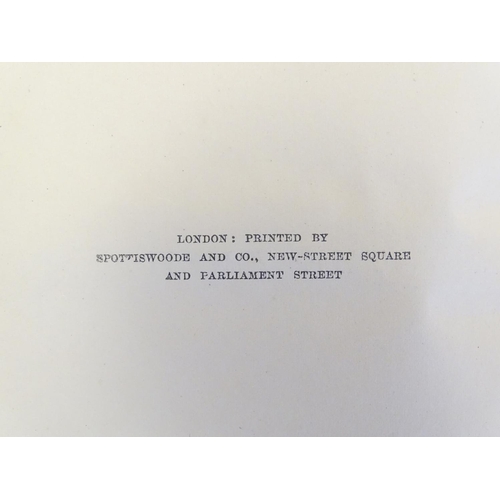 LONDON: PRINTED BY
SPOTTISWOODE AND CO., NEW-STREET SQUARE
AND PARLIAMENT STREET